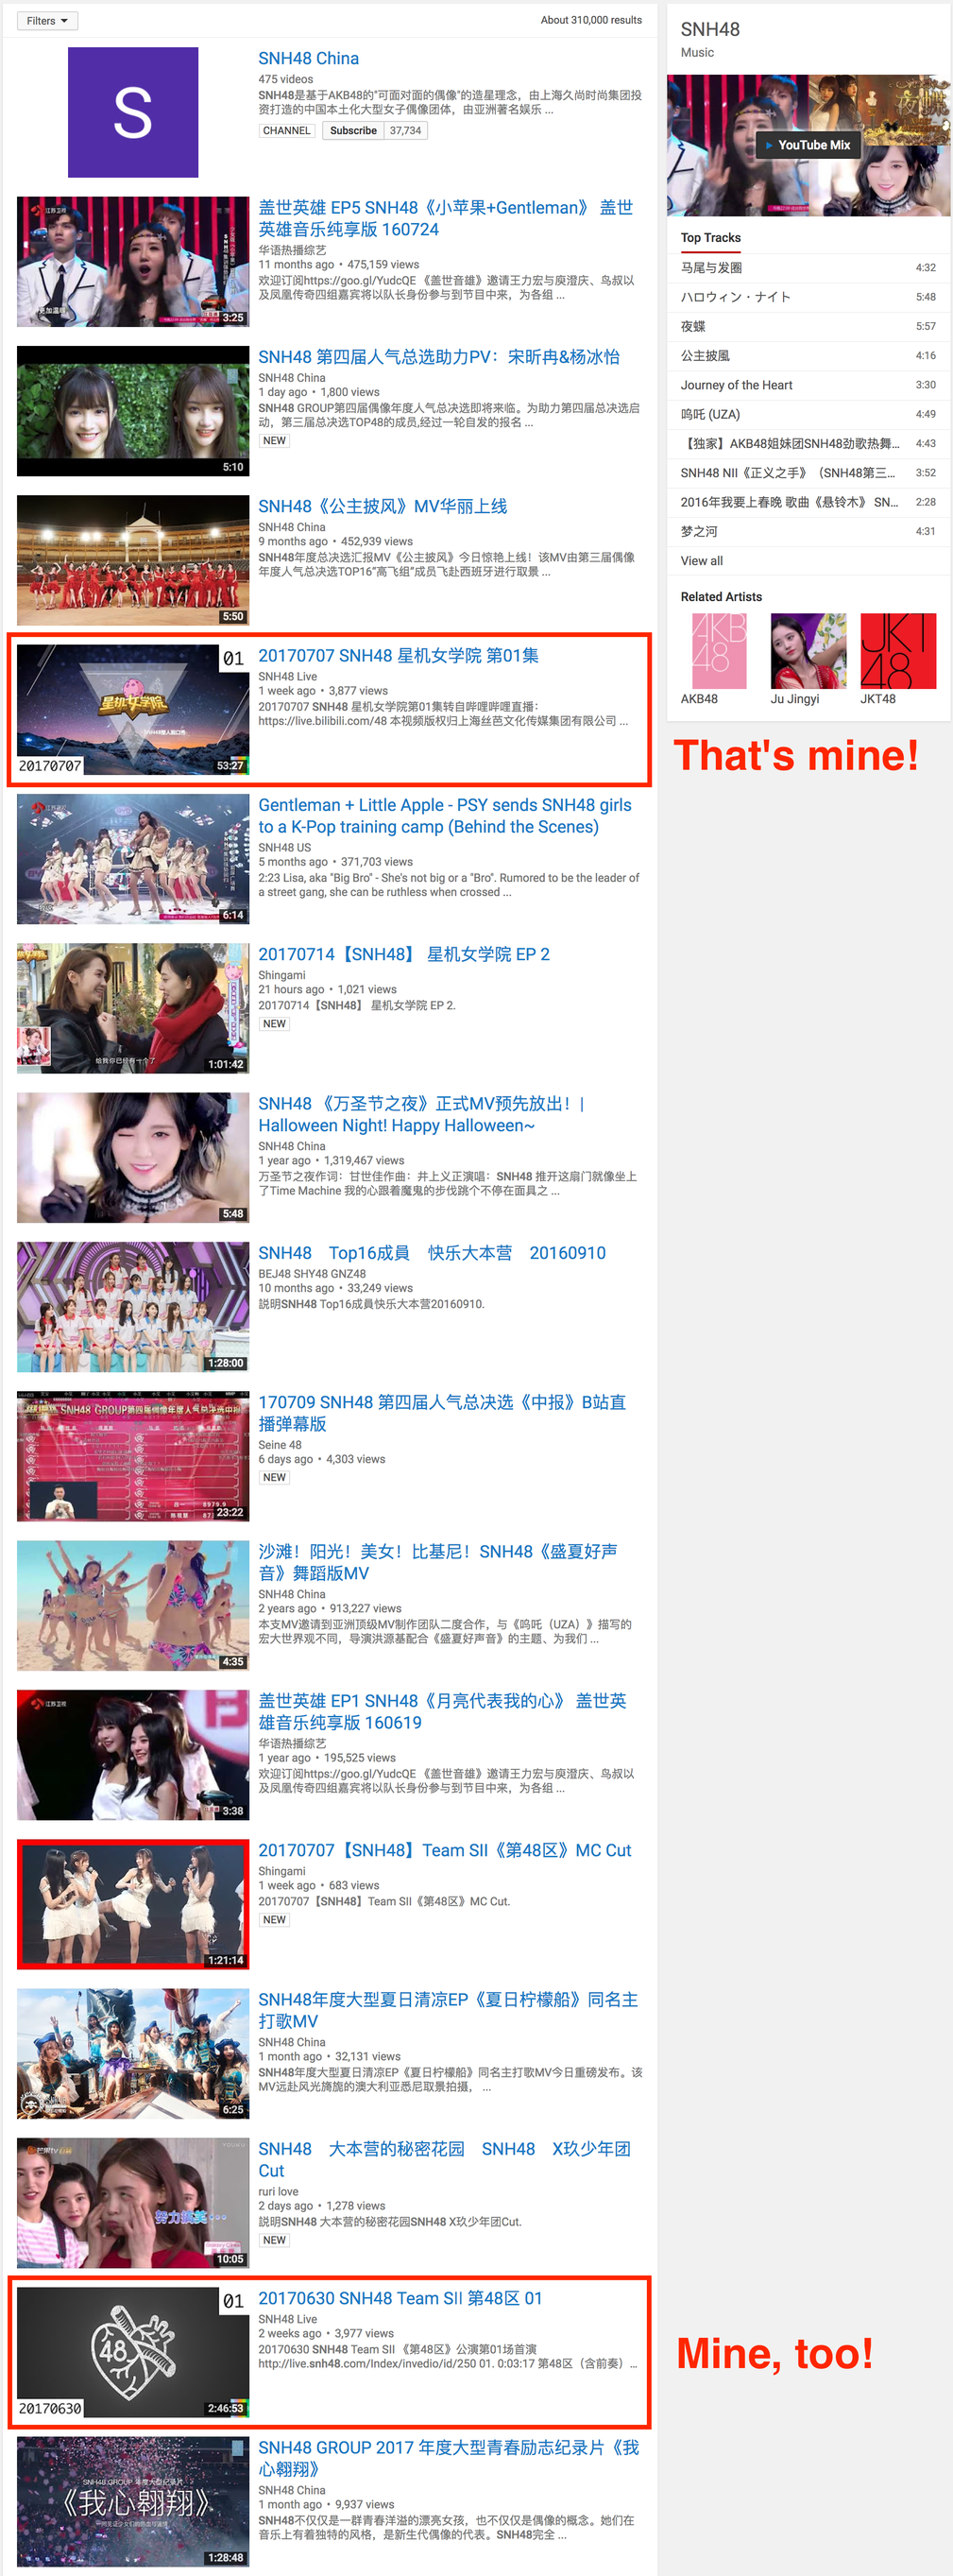 Filters
About 310,000 results
S
SNH48 China
475 videos
SNH48是基于AKB48的"可面对面的偶像"的造星理念，由上海久尚时尚集团投
资打造的中国本土化大型女子偶像团体，由亚洲著名娱乐 ...
CHANNEL Subscribe 37,734
盖世英雄 EP5 SNH48《小苹果+Gentleman》 盖世
英雄音乐纯享版 160724
华语热播综艺
11 months ago • 475,159 views
欢迎订阅https://goo.gl/YudcQE 《盖世音雄》邀请王力宏与庾澄庆、鸟叔以
及凤凰传奇四组嘉宾将以队长身份参与到节目中来，为各组 ...
3:25
SNH48 第四届人气总选助力PV：宋昕冉&杨冰怡
SNH48 China
1 day ago • 1,800 views
SNH48 GROUP第四届偶像年度人气总决选即将来临。为助力第四届总决选启
动，第三届总决选TOP48的成员,经过一轮自发的报名 ...
NEW
5:10
SNH48《公主披风》MV华丽上线
SNH48 China
9 months ago • 452,939 views
SNH48年度总决选汇报MV《公主披风》今日惊艳上线！该MV由第三届偶像
年度人气总决选TOP16“高飞组”成员飞赴西班牙进行取景 ...
5:50
01
星机女学院
20170707
53:27
20170707 SNH48 星机女学院 第01集
SNH48 Live
1 week ago • 3,877 views
20170707 SNH48 星机女学院第01集转自哔哩哔哩直播：
https://live.bilibili.com/48 本视频版权归上海丝芭文化传媒集团有限公司 ...
Gentleman + Little Apple - PSY sends SNH48 girls
to a K-Pop training camp (Behind the Scenes)
SNH48 US
5 months ago • 371,703 views
2:23 Lisa, aka "Big Bro" - She's not big or a "Bro". Rumored to be the leader of
a street gang, she can be ruthless when crossed ...
6:14
20170714【SNH48】 星机女学院 EP 2
Shingami
21 hours ago • 1,021 views
20170714【SNH48】 星机女学院 EP 2.
NEW
给我你已经有一个了
1:01:42
SNH48 《万圣节之夜》正式MV预先放出！|
Halloween Night! Happy Halloween~
SNH48 China
1 year ago • 1,319,467 views
万圣节之夜作词：甘世佳作曲：井上义正演唱：SNH48 推开这扇门就像坐上
了Time Machine 我的心跟着魔鬼的步伐跳个不停在面具之 ...
5:48
SNH48　Top16成員　快乐大本营　20160910
BEJ48 SHY48 GNZ48
10 months ago • 33,249 views
説明SNH48 Top16成員快乐大本营20160910.
1:28:00
170709 SNH48 第四届人气总决选《中报》B站直
播弹幕版
Seine 48
6 days ago • 4,303 views
NEW
23:22
沙滩！阳光！美女！比基尼！SNH48《盛夏好声
音》舞蹈版MV
SNH48 China
2 years ago • 913,227 views
本支MV邀请到亚洲顶级MV制作团队二度合作，与《呜吒（UZA）》描写的
宏大世界观不同，导演洪源基配合《盛夏好声音》的主题、为我们 ...
4:35
盖世英雄 EP1 SNH48《月亮代表我的心》 盖世英
雄音乐纯享版 160619
华语热播综艺
1 year ago • 195,525 views
欢迎订阅https://goo.gl/YudcQE 《盖世音雄》邀请王力宏与庾澄庆、鸟叔以
及凤凰传奇四组嘉宾将以队长身份参与到节目中来，为各组 ...
3:38
20170707【SNH48】Team SII《第48区》MC Cut
Shingami
1 week ago • 683 views
20170707【SNH48】Team SII《第48区》MC Cut.
NEW
1:21:14
SNH48年度大型夏日清凉EP《夏日柠檬船》同名主
打歌MV
SNH48 China
1 month ago • 32,131 views
SNH48年度大型夏日清凉EP《夏日柠檬船》同名主打歌MV今日重磅发布。该
MV远赴风光旖旎的澳大利亚悉尼取景拍摄， ...
6:25
SNH48　大本营的秘密花园　SNH48　X玖少年团
Cut
ruri love
2 days ago • 1,278 views
説明SNH48 大本营的秘密花园SNH48 X玖少年团Cut.
NEW
10:05
01
48
20170630
2:46:53
20170630 SNH48 Team SII 第48区 01
SNH48 Live
2 weeks ago • 3,977 views
20170630 SNH48 Team SII 《第48区》公演第01场首演
http://live.snh48.com/Index/invedio/id/250 01. 0:03:17 第48区（含前奏）...
SNH48 GROUP 2017 年度大型青春励志纪录片《我
心翱翔》
SNH48 China
1 month ago • 9,937 views
SNH48不仅仅是一群青春洋溢的漂亮女孩，也不仅仅是偶像的概念。她们在
音乐上有着独特的风格，是新生代偶像的代表。SNH48完全 ...
《我心翱翔》
1:28:48
SNH48
Music
YouTube Mix
Top Tracks
马尾与发圈 4:32
ハロウィン・ナイト 5:48
夜蝶 5:57
公主披風 4:16
Journey of the Heart 3:30
呜吒 (UZA) 4:49
【独家】AKB48姐妹团SNH48劲歌热舞... 4:43
SNH48 NII《正义之手》（SNH48第三... 3:52
2016年我要上春晚 歌曲《悬铃木》 SN... 2:28
梦之河 4:31
View all
Related Artists
AKB48
Ju Jingyi
JKT48
That's mine!
Mine, too!